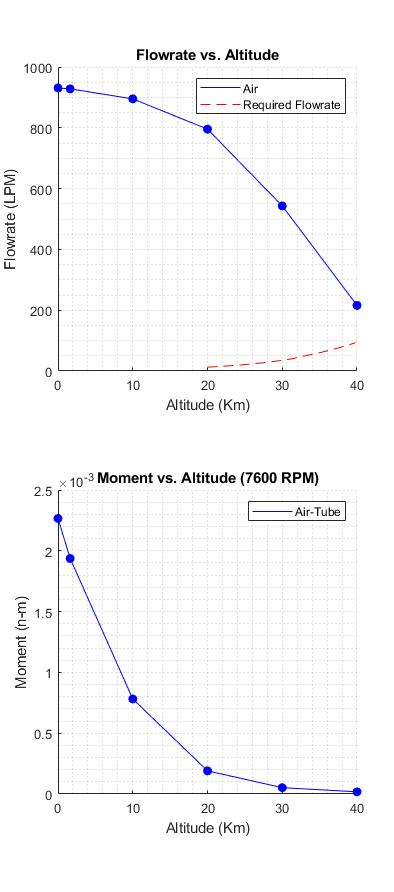 Flowrate vs. Altitude
1000
800
600
400
200
0
Flowrate (LPM)
Air
Required Flowrate
0 10 20 30 40
Altitude (Km)
×10-3 Moment vs. Altitude (7600 RPM)
2.5
2
1.5
1
0.5
0
Moment (n-m)
Air-Tube
0 10 20 30 40
Altitude (Km)